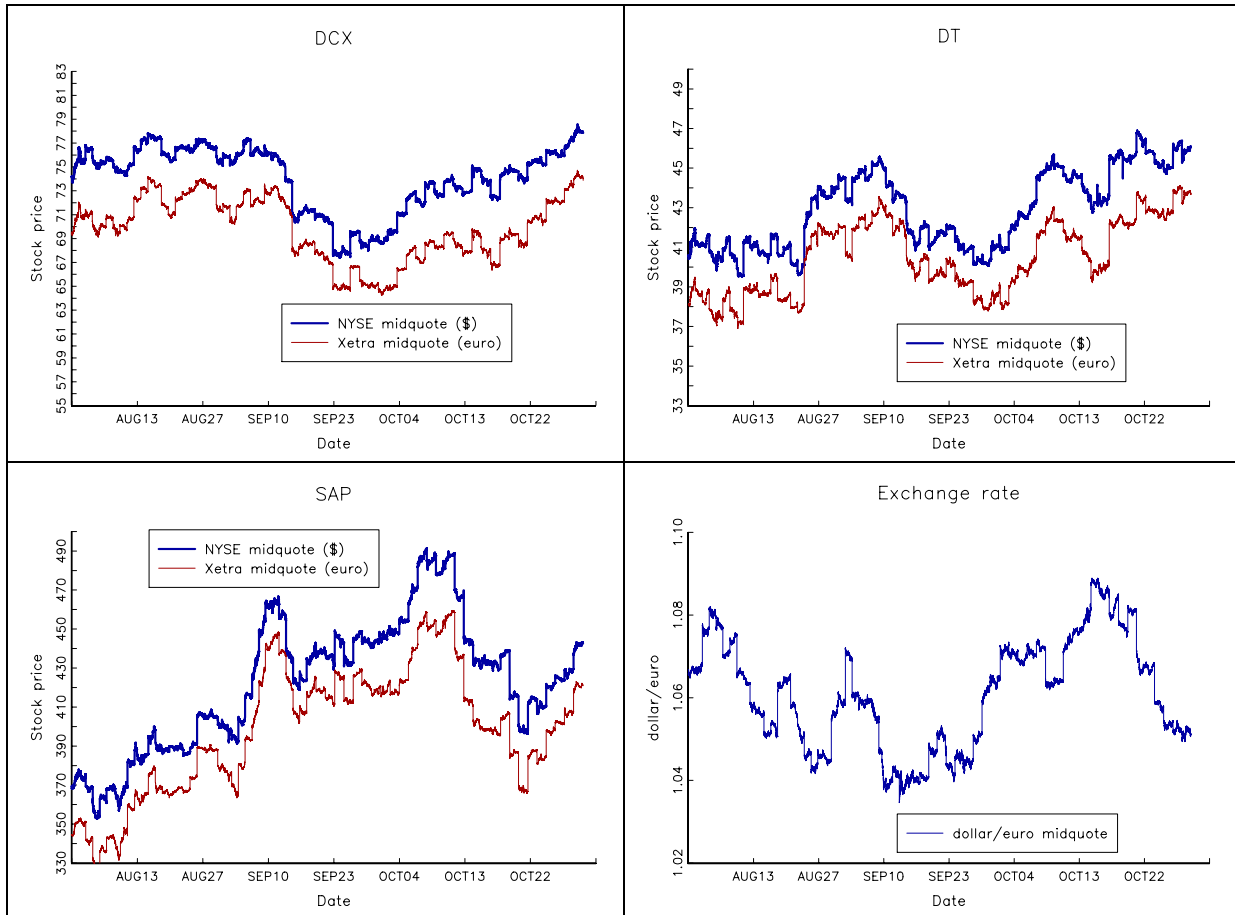 DCX
Stock price
83
81
79
77
75
73
71
69
67
65
63
61
59
57
55
NYSE midquote ($)
Xetra midquote (euro)
AUG13 AUG27 SEP10 SEP23 OCT04 OCT13 OCT22
Date
DT
Stock price
49
47
45
43
41
39
37
35
33
NYSE midquote ($)
Xetra midquote (euro)
AUG13 AUG27 SEP10 SEP23 OCT04 OCT13 OCT22
Date
SAP
NYSE midquote ($)
Xetra midquote (euro)
Stock price
490
470
450
430
410
390
370
350
330
AUG13 AUG27 SEP10 SEP23 OCT04 OCT13 OCT22
Date
Exchange rate
dollar/euro
1.10
1.08
1.06
1.04
1.02
dollar/euro midquote
AUG13 AUG27 SEP10 SEP23 OCT04 OCT13 OCT22
Date